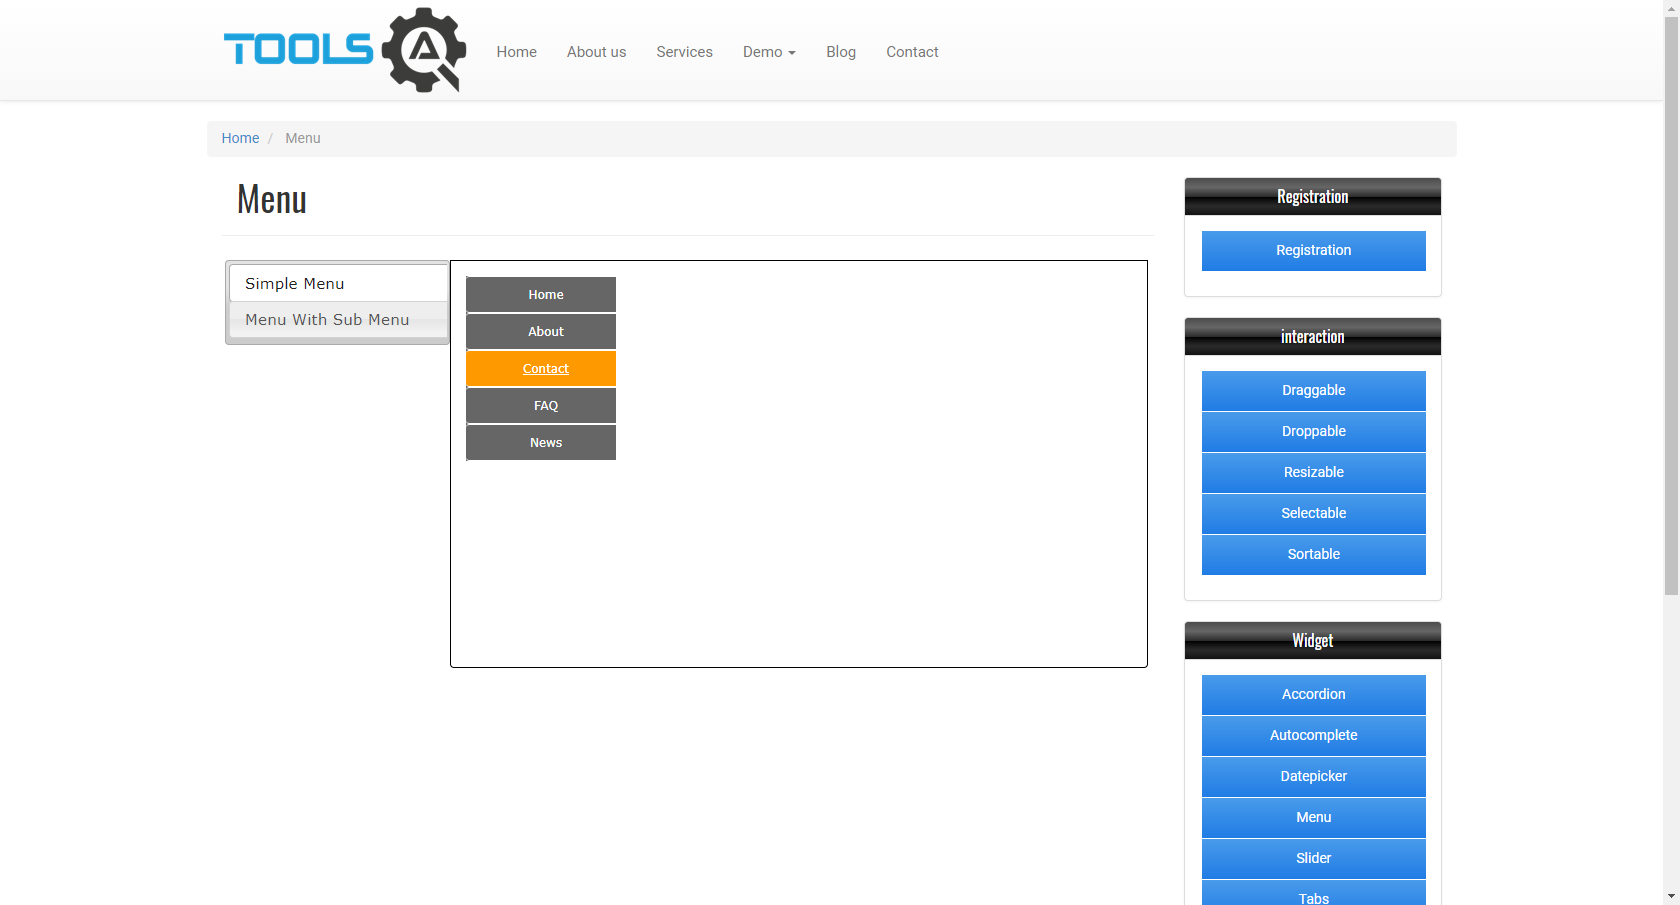 TOOLS QA
Home About us Services Demo Blog Contact
Home / Menu
Menu
Simple Menu
Menu With Sub Menu
Home
About
Contact
FAQ
News
Registration
Registration
interaction
Draggable
Droppable
Resizable
Selectable
Sortable
Widget
Accordion
Autocomplete
Datepicker
Menu
Slider
Tabs